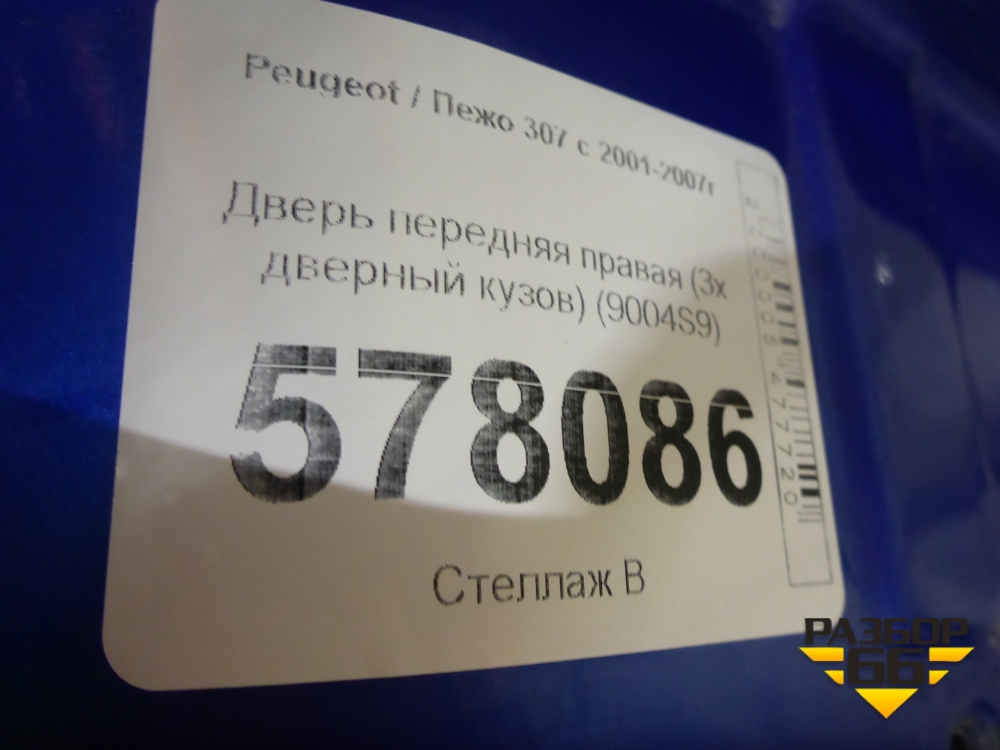 Peugeot / Пежо 307 с 2001-2007г
Дверь передняя правая (3х
дверный кузов) (9004S9)
578086
Стеллаж В
РАЗБОР
66